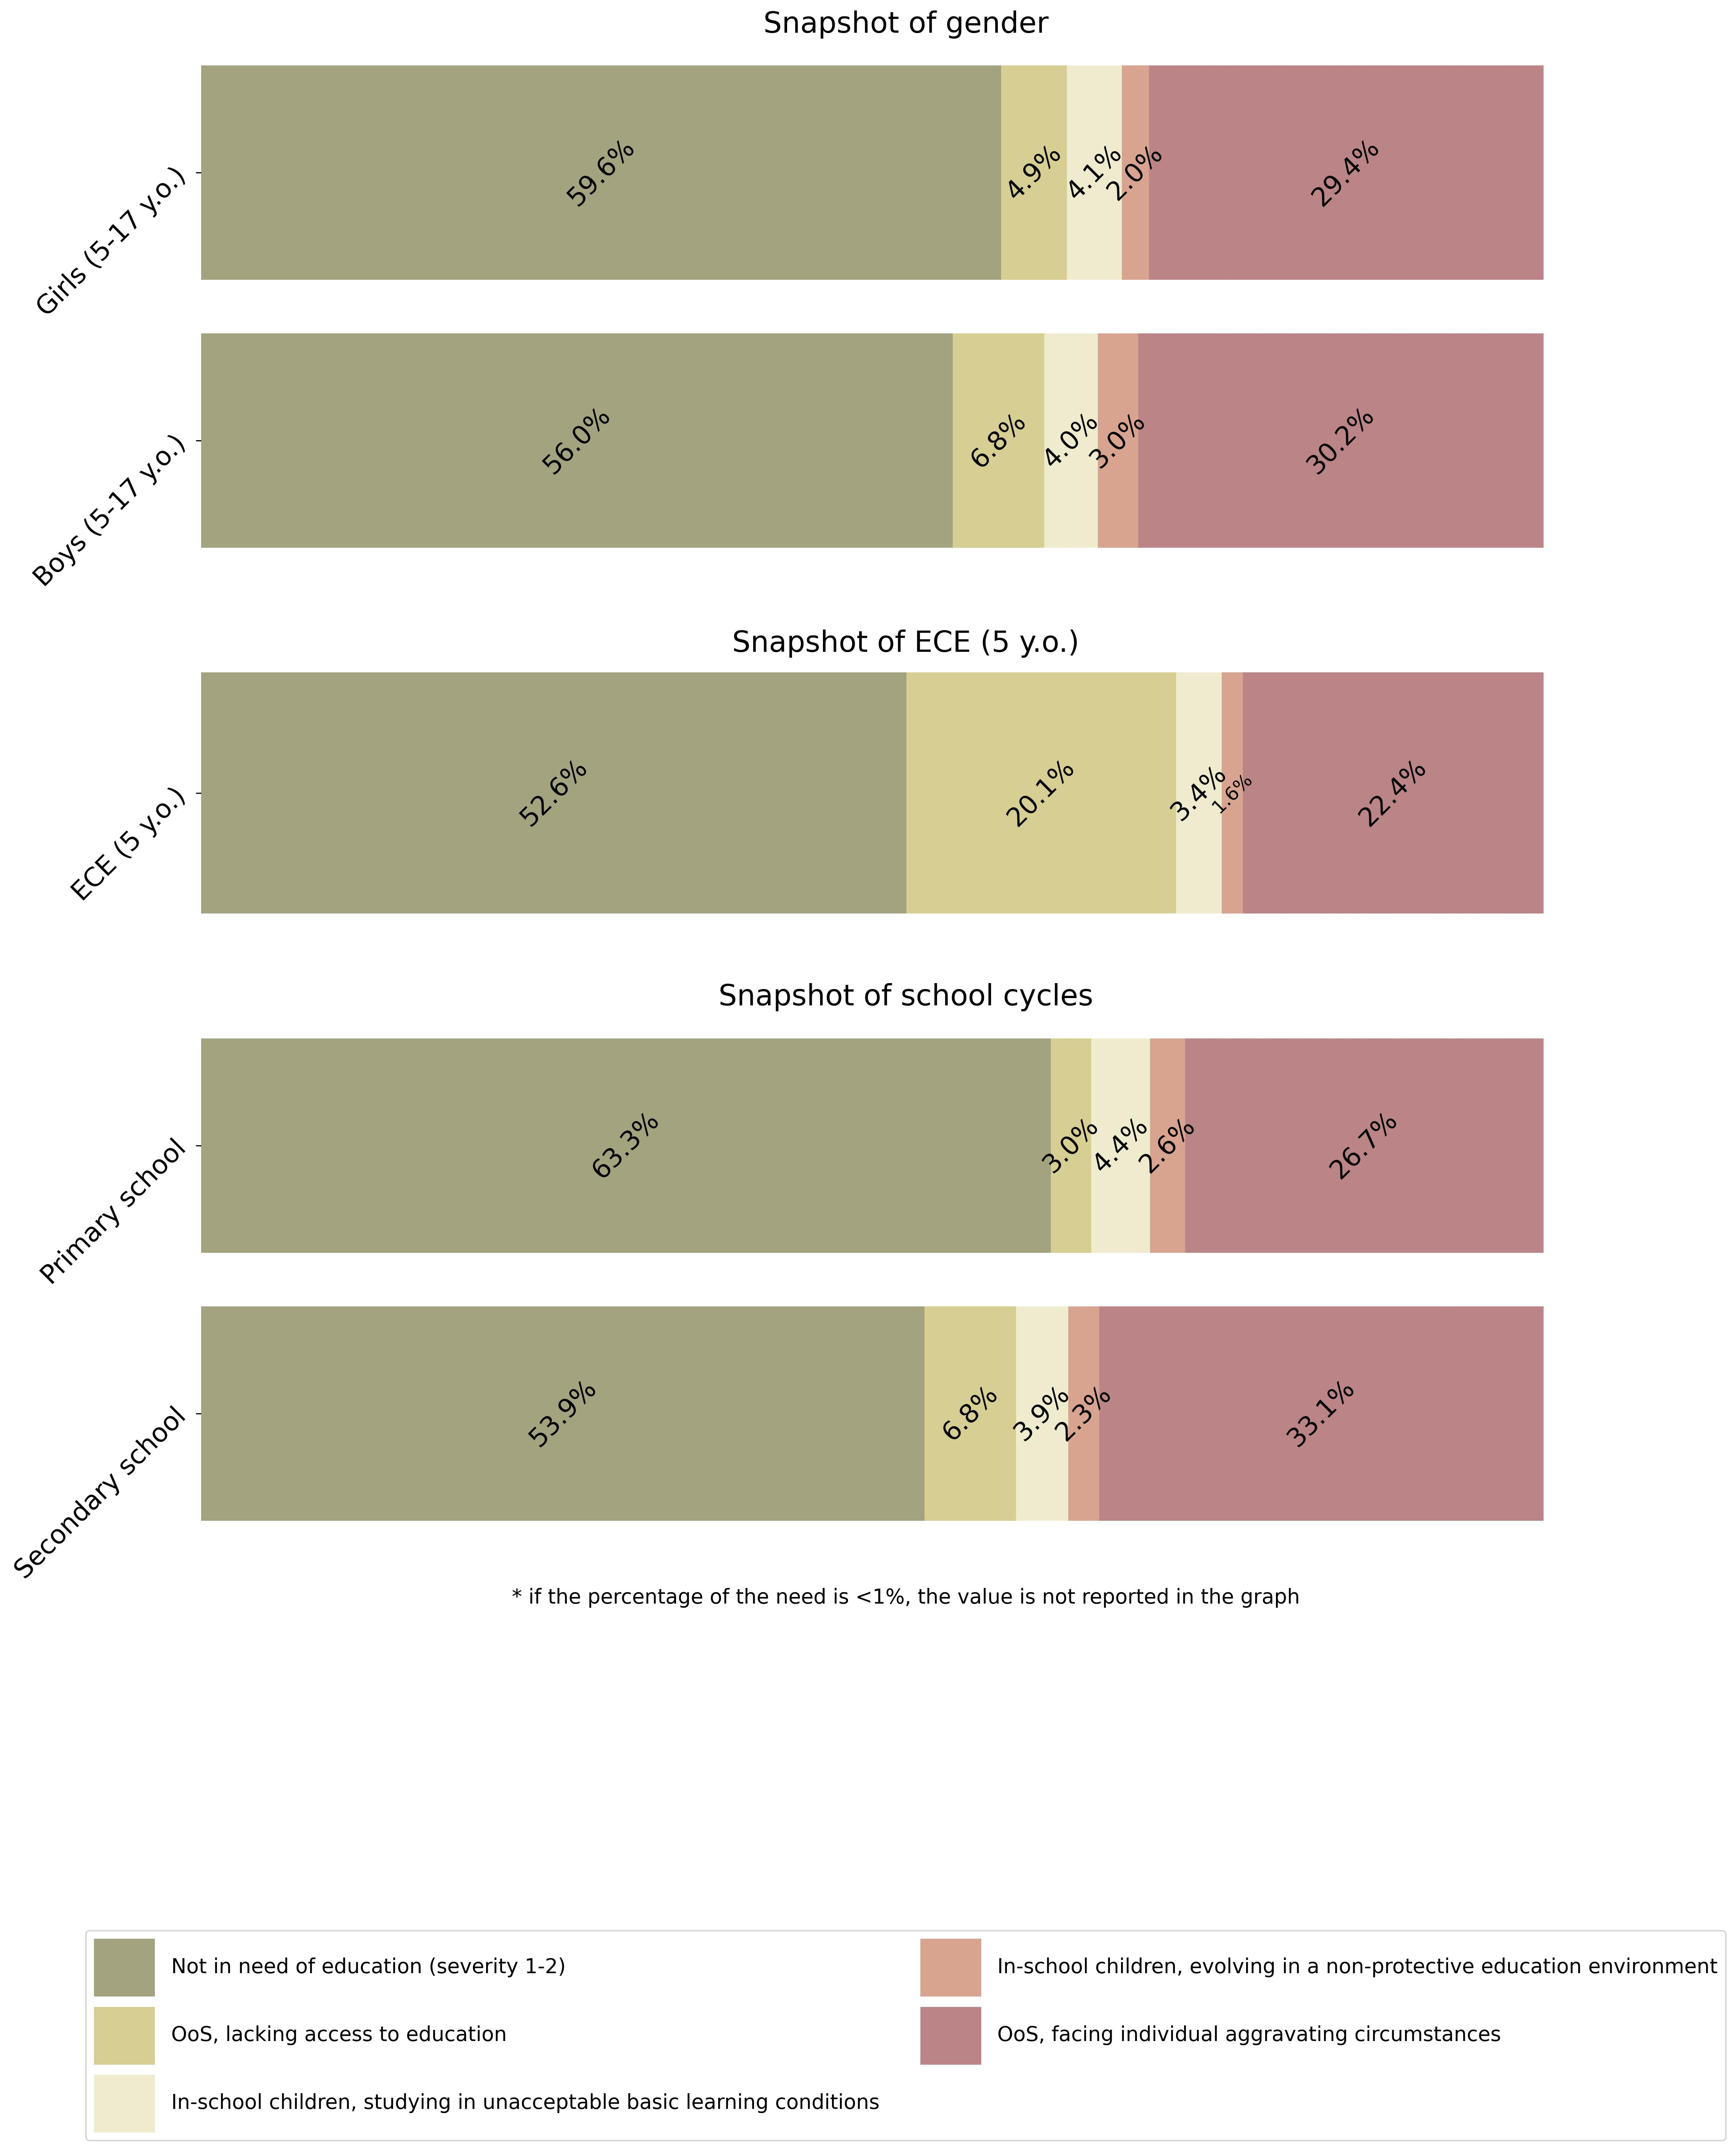 Snapshot of gender
Girls (5-17 y.o.)
59.6%
4.9%
4.1%
2.0%
29.4%
Boys (5-17 y.o.)
56.0%
6.8%
4.0%
3.0%
30.2%
Snapshot of ECE (5 y.o.)
ECE (5 y.o.)
52.6%
20.1%
3.4%
1.6%
22.4%
Snapshot of school cycles
Primary school
63.3%
3.0%
4.4%
2.6%
26.7%
Secondary school
53.9%
6.8%
3.9%
2.3%
33.1%
* if the percentage of the need is <1%, the value is not reported in the graph
Not in need of education (severity 1-2)
OoS, lacking access to education
In-school children, studying in unacceptable basic learning conditions
In-school children, evolving in a non-protective education environment
OoS, facing individual aggravating circumstances